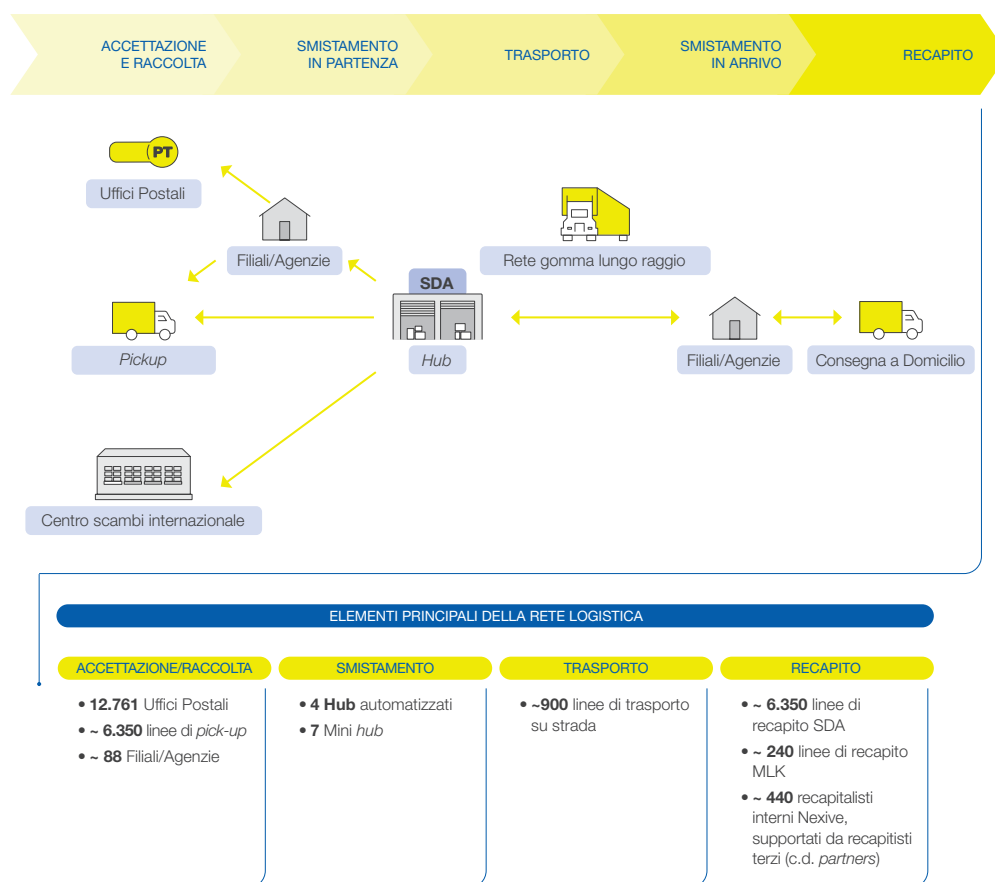 ACCETTAZIONE
E RACCOLTA
SMISTAMENTO
IN PARTENZA
TRASPORTO
SMISTAMENTO
IN ARRIVO
RECAPITO
PT
Uffici Postali
Filiali/Agenzie
Rete gomma lungo raggio
SDA
Pickup
Hub
Filiali/Agenzie
Consegna a Domicilio
Centro scambi internazionale
ELEMENTI PRINCIPALI DELLA RETE LOGISTICA
ACCETTAZIONE/RACCOLTA
• 12.761 Uffici Postali
• ~ 6.350 linee di pick-up
• ~ 88 Filiali/Agenzie
SMISTAMENTO
• 4 Hub automatizzati
• 7 Mini hub
TRASPORTO
• ~900 linee di trasporto
su strada
RECAPITO
• ~ 6.350 linee di
recapito SDA
• ~ 240 linee di recapito
MLK
• ~ 440 recapitalisti
interni Nexive,
supportati da recapitisti
terzi (c.d. partners)